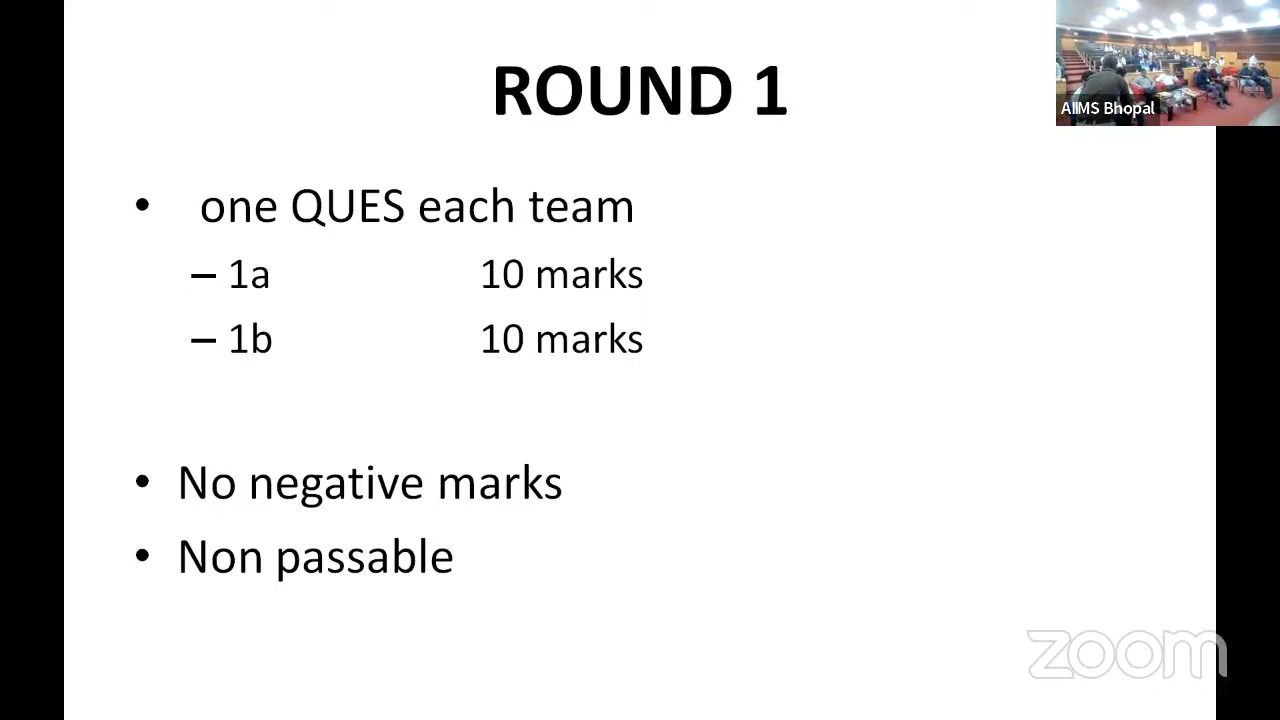 ROUND 1
AIIMS Bhopal
• one QUES each team
– 1a 10 marks
– 1b 10 marks
• No negative marks
• Non passable
zoom